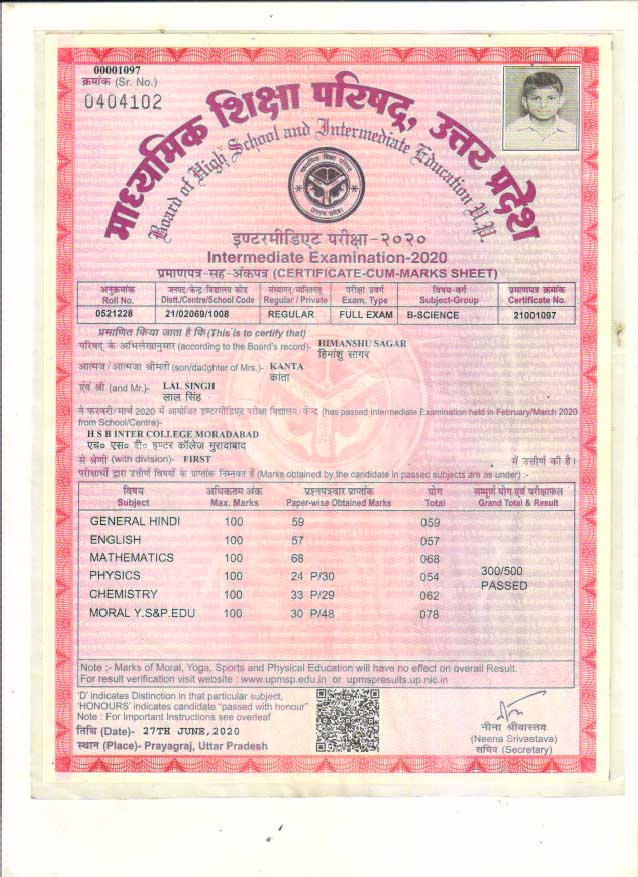 00001097
क्रमांक (Sr. No.)
0404102
माध्यमिक शिक्षा परिषद्, उत्तर प्रदेश
Board of High School and Intermediate Education U.P.
माध्यमिक शिक्षा परिषद्
उत्तर प्रदेश
इण्टरमीडिएट परीक्षा-२०२०
Intermediate Examination-2020
प्रमाणपत्र-सह-अंकपत्र (CERTIFICATE-CUM-MARKS SHEET)
अनुक्रमांक जनपद/केन्द्र/विद्यालय कोड संस्थागत/व्यक्तिगत परीक्षा प्रवर्ग विषय-वर्ग प्रमाणपत्र क्रमांक
Roll No. Distt./Centre/School Code Regular / Private Exam. Type Subject-Group Certificate No.
0521228 21/02069/1008 REGULAR FULL EXAM B-SCIENCE 21001097
प्रमाणित किया जाता है कि(This is to certify that)
परिषद् के अभिलेखानुसार (according to the Board's record)- HIMANSHU SAGAR
हिमांशु सागर
आत्मज / आत्मजा श्रीमती (son/daughter of Mrs.)- KANTA
कांता
एवं श्री (and Mr.)- LAL SINGH
लाल सिंह
ने फरवरी/मार्च 2020 में आयोजित इण्टरमीडिएट परीक्षा विद्यालय/केन्द्र (has passed Intermediate Examination held in February/March 2020
from School/Centre)-
H S B INTER COLLEGE MORADABAD
एच० एस० बी० इण्टर कॉलेज मुरादाबाद
से श्रेणी (with division)- FIRST में उत्तीर्ण की है।
परीक्षार्थी द्वारा उत्तीर्ण विषयों के प्राप्तांक निम्नवत हैं (Marks obtained by the candidate in passed subjects are as under) :-
विषय अधिकतम अंक प्रश्नपत्रवार प्राप्तांक योग सम्पूर्ण योग एवं परीक्षाफल
Subject Max. Marks Paper-wise Obtained Marks Total Grand Total & Result
GENERAL HINDI 100 59 059
ENGLISH 100 57 057
MATHEMATICS 100 68 068
PHYSICS 100 24 P/30 054
300/500
PASSED
CHEMISTRY 100 33 P/29 062
MORAL Y.S&P.EDU 100 30 P/48 078
Note :- Marks of Moral, Yoga, Sports and Physical Education will have no effect on overall Result.
For result verification visit website : www.upmsp.edu.in or upmspresults.up.nic.in
'D' indicates Distinction in that particular subject,
'HONOURS' indicates candidate "passed with honour"
Note : For Important Instructions see overleaf
तिथि (Date)- 27TH JUNE,2020
स्थान (Place)- Prayagraj, Uttar Pradesh
नीना श्रीवास्तव
(Neena Srivastava)
सचिव (Secretary)